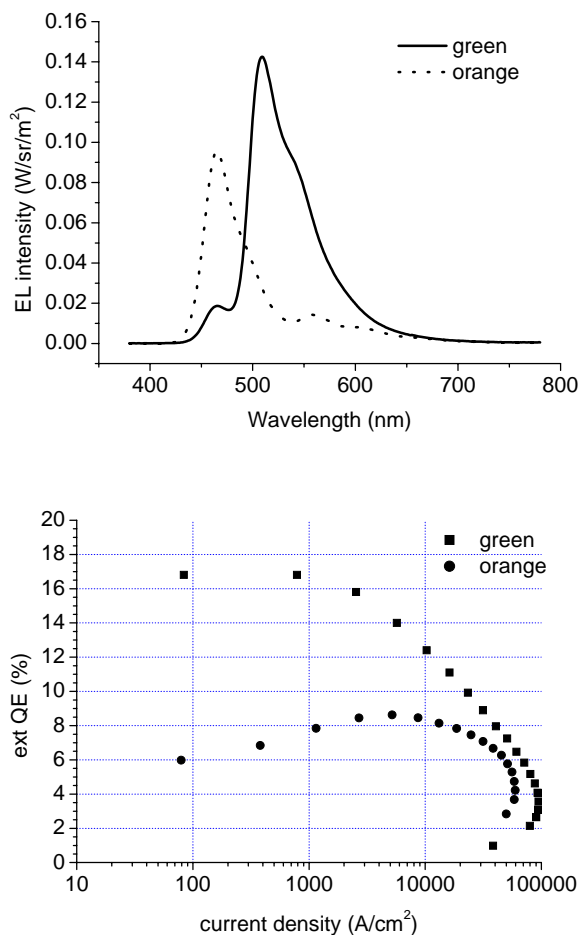 0.16
0.14
0.12
0.10
0.08
0.06
0.04
0.02
0.00
EL intensity (W/sr/m²)
green
orange
400 500 600 700 800
Wavelength (nm)
20
18
16
14
12
10
8
6
4
2
0
ext QE (%)
green
orange
10 100 1000 10000 100000
current density (A/cm²)